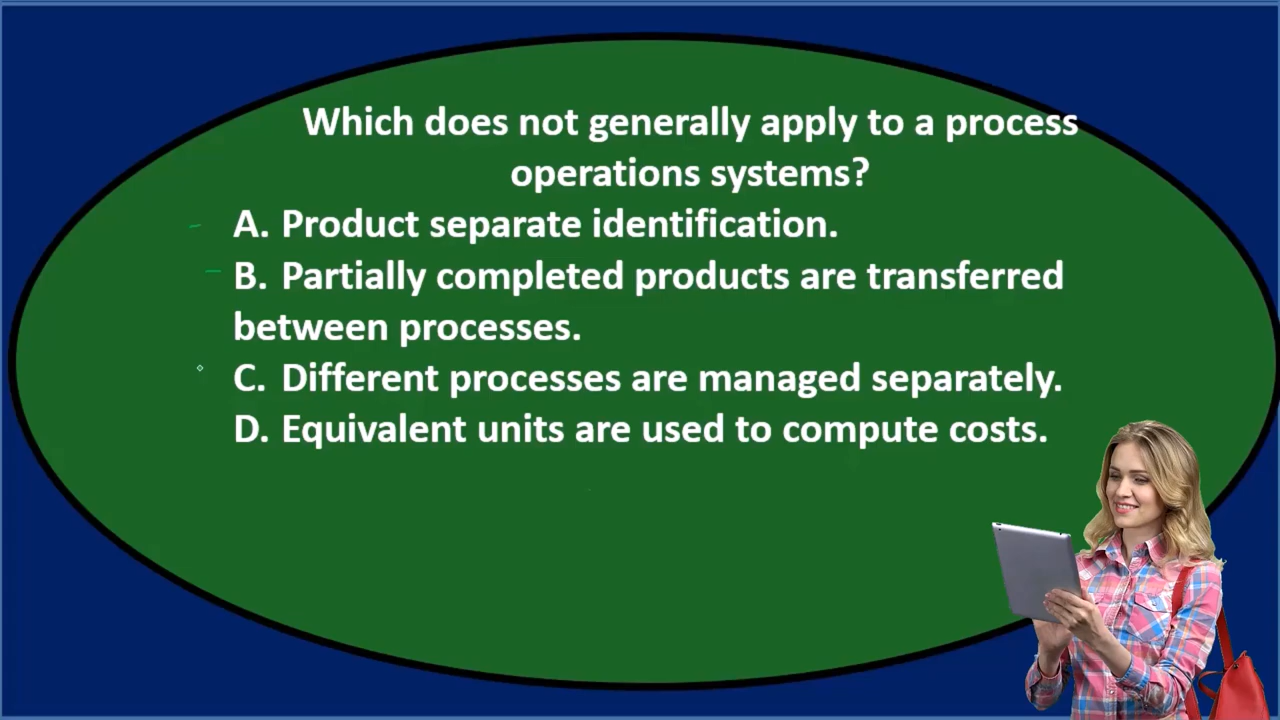 Which does not generally apply to a process
operations systems?
A. Product separate identification.
B. Partially completed products are transferred
between processes.
C. Different processes are managed separately.
D. Equivalent units are used to compute costs.